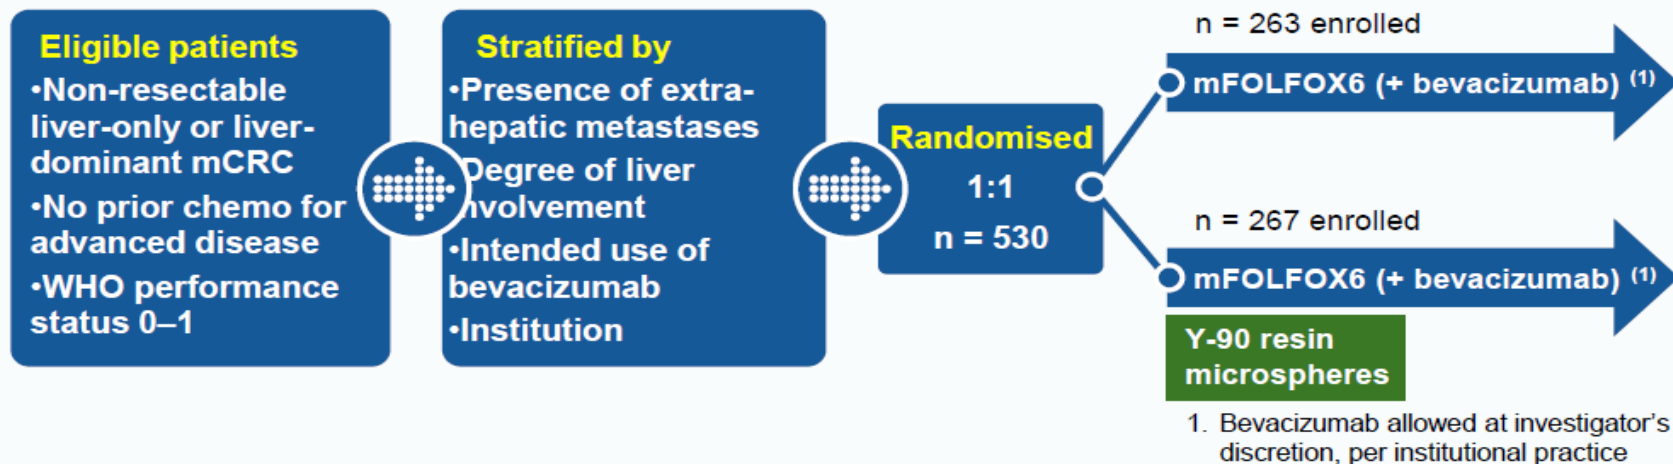 Eligible patients
•Non-resectable
liver-only or liver-
dominant mCRC
•No prior chemo for
advanced disease
•WHO performance
status 0–1
Stratified by
•Presence of extra-
hepatic metastases
•Degree of liver
involvement
•Intended use of
bevacizumab
•Institution
Randomised
1:1
n = 530
n = 263 enrolled
mFOLFOX6 (+ bevacizumab) (1)
n = 267 enrolled
mFOLFOX6 (+ bevacizumab) (1)
Y-90 resin
microspheres
1. Bevacizumab allowed at investigator's
discretion, per institutional practice